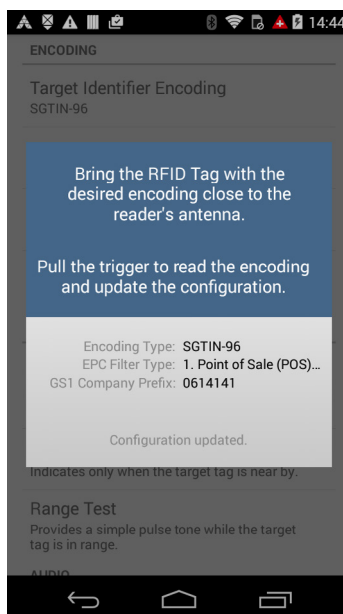 14:44
ENCODING
Target Identifier Encoding
SGTIN-96
Bring the RFID Tag with the
desired encoding close to the
reader's antenna.
Pull the trigger to read the encoding
and update the configuration.
Encoding Type: SGTIN-96
EPC Filter Type: 1. Point of Sale (POS)...
GS1 Company Prefix: 0614141
Configuration updated.
Indicates only when the target tag is near by.
Range Test
Provides a simple pulse tone while the target
tag is in range.
AUDIO